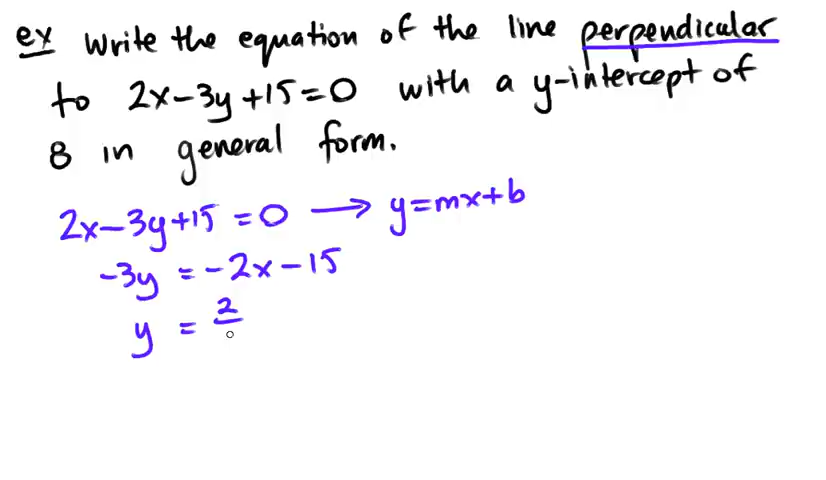 ex Write the equation of the line perpendicular
to 2x-3y+15=0 with a y-intercept of
8 in general form.
2x-3y+15=0 → y=mx+b
-3y = -2x-15
y = 2/